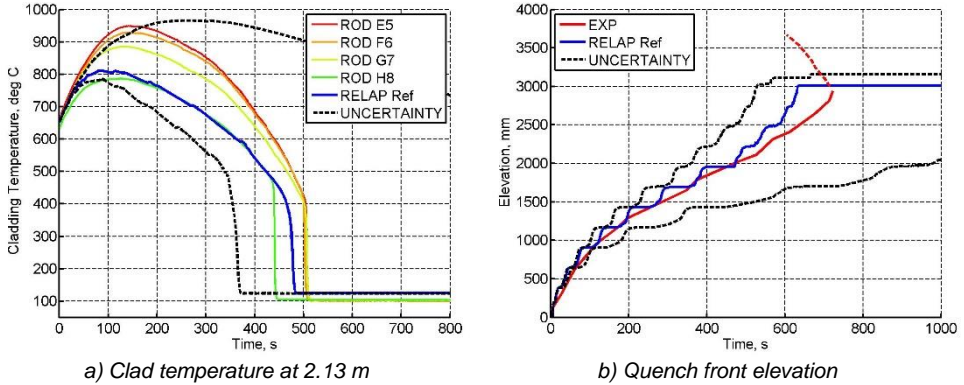 1000
900
800
700
600
500
400
300
200
100
Cladding Temperature, deg C
ROD E5
ROD F6
ROD G7
ROD H8
RELAP Ref
UNCERTAINTY
0 100 200 300 400 500 600 700 800
Time, s
a) Clad temperature at 2.13 m
4000
3500
3000
2500
2000
1500
1000
500
0
Elevation, mm
EXP
RELAP Ref
UNCERTAINTY
0 200 400 600 800 1000
Time, s
b) Quench front elevation